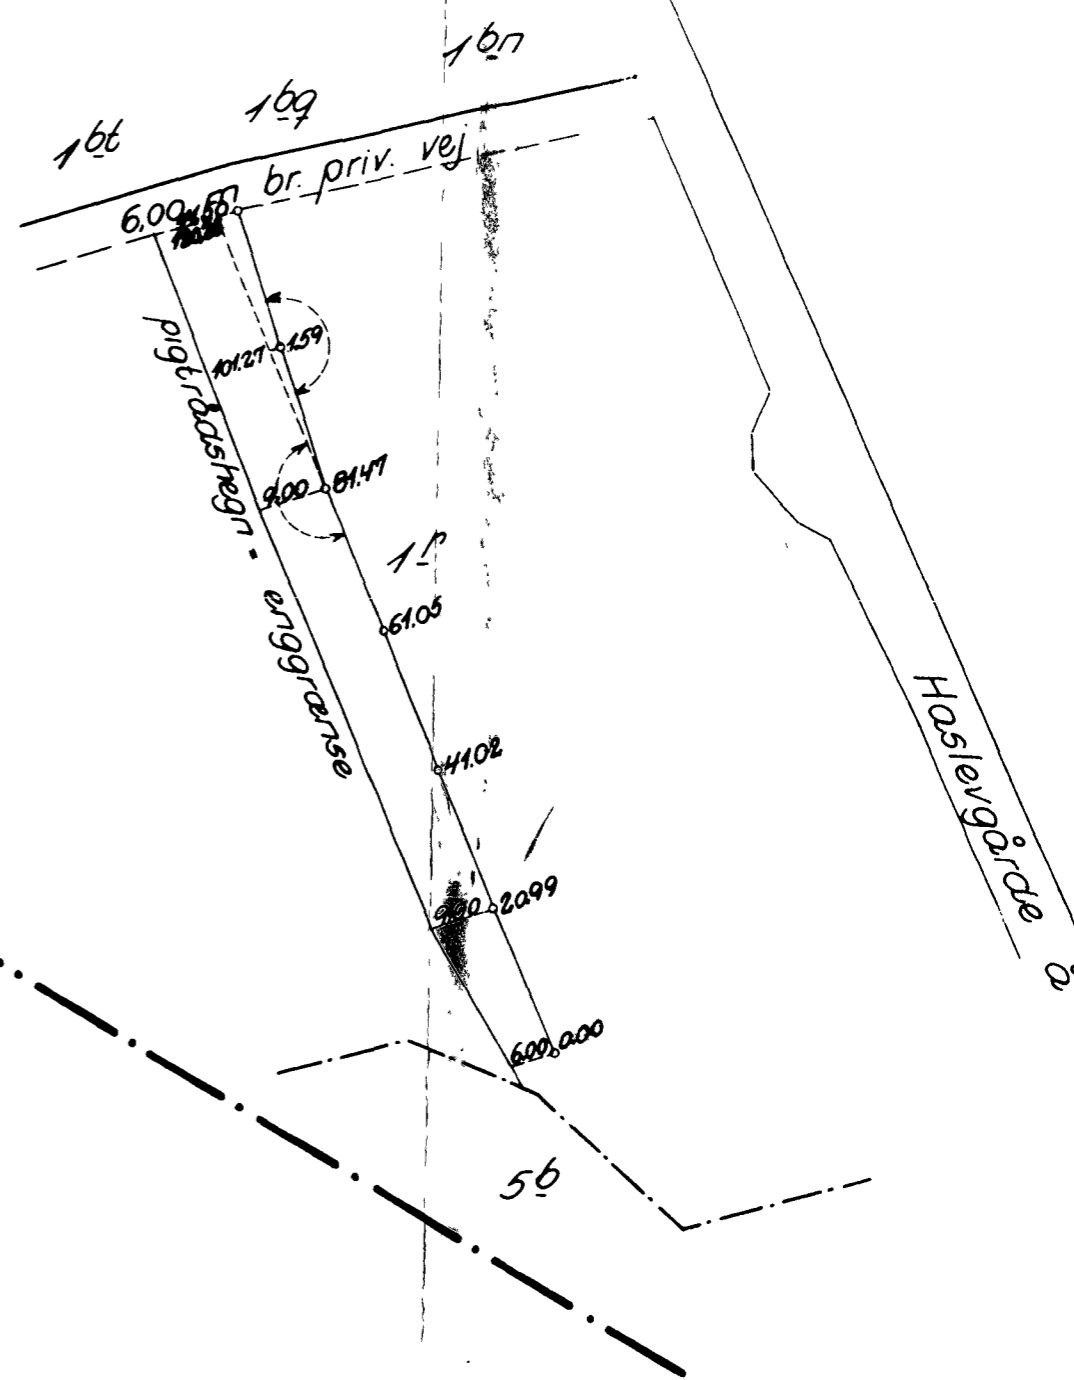 1bn
1bq
1bt
br. priv. vej
6,00
101.27 1.59
9.00 81.47
pigtrådshegn - enggrænse
1r
61.05
41.02
9.00 20.99
6.00 0.00
Haslevgårde å
5b